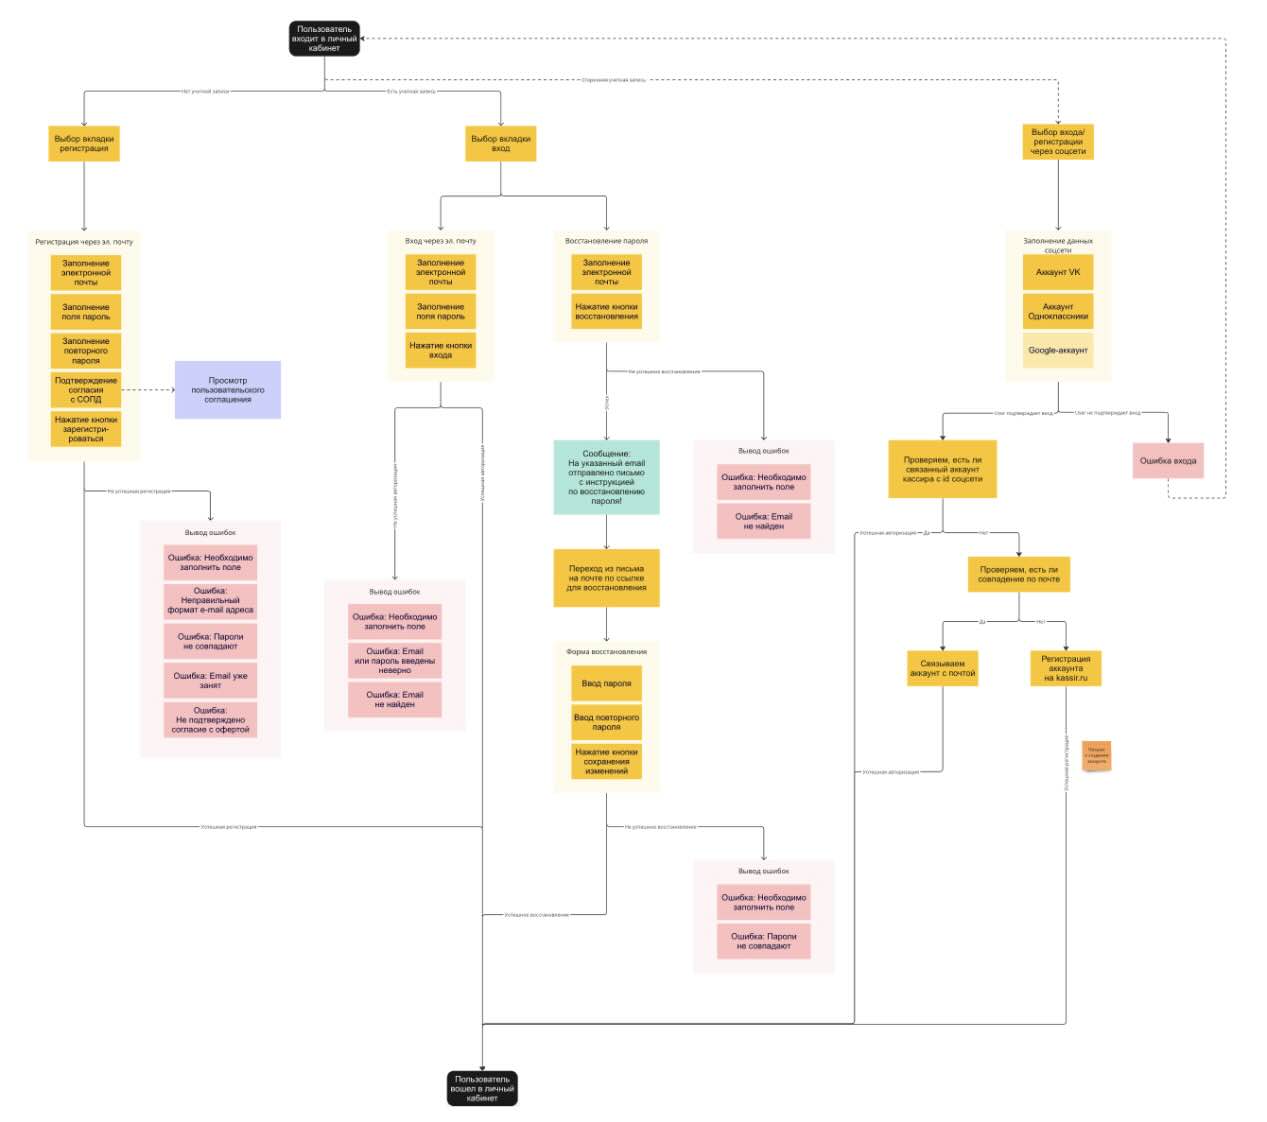 Пользователь
входит в личный
кабинет
Сторонняя учетная запись
Нет учетной записи
Есть учетная запись
Выбор вкладки
регистрация
Выбор вкладки
вход
Выбор входа/
регистрации
через соцсети
Регистрация через эл. почту
Заполнение
электронной
почты
Заполнение
поля пароль
Заполнение
повторного
пароля
Подтверждение
согласия
с СОПД
Нажатие кнопки
зарегистри-
роваться
Просмотр
пользовательского
соглашения
Не успешная регистрация
Вывод ошибок
Ошибка: Необходимо
заполнить поле
Ошибка:
Неправильный
формат e-mail адреса
Ошибка: Пароли
не совпадают
Ошибка: Email уже
занят
Ошибка:
Не подтверждено
согласие с офертой
Успешная регистрация
Вход через эл. почту
Заполнение
электронной
почты
Заполнение
поля пароль
Нажатие кнопки
входа
Не успешная авторизация
Успешная авторизация
Вывод ошибок
Ошибка: Необходимо
заполнить поле
Ошибка: Email
или пароль введены
неверно
Ошибка: Email
не найден
Восстановление пароля
Заполнение
электронной
почты
Нажатие кнопки
восстановления
Не успешное восстановление
Успех
Сообщение:
На указанный email
отправлено письмо
с инструкцией
по восстановлению
пароля!
Вывод ошибок
Ошибка: Необходимо
заполнить поле
Ошибка: Email
не найден
Переход из письма
на почте по ссылке
для восстановления
Форма восстановления
Ввод пароля
Ввод повторного
пароля
Нажатие кнопки
сохранения
изменений
Не успешное восстановление
Успешное восстановление
Вывод ошибок
Ошибка: Необходимо
заполнить поле
Ошибка: Пароли
не совпадают
Заполнение данных
соцсети
Аккаунт VK
Аккаунт
Одноклассники
Google-аккаунт
User подтверждает вход
User не подтверждает вход
Проверяем, есть ли
связанный аккаунт
кассира с id соцсети
Ошибка входа
Успешная авторизация
Да
Нет
Проверяем, есть ли
совпадение по почте
Да
Нет
Связываем
аккаунт с почтой
Регистрация
аккаунта
на kassir.ru
Успешная авторизация
Успешная регистрация
Пользователь
вошел в личный
кабинет